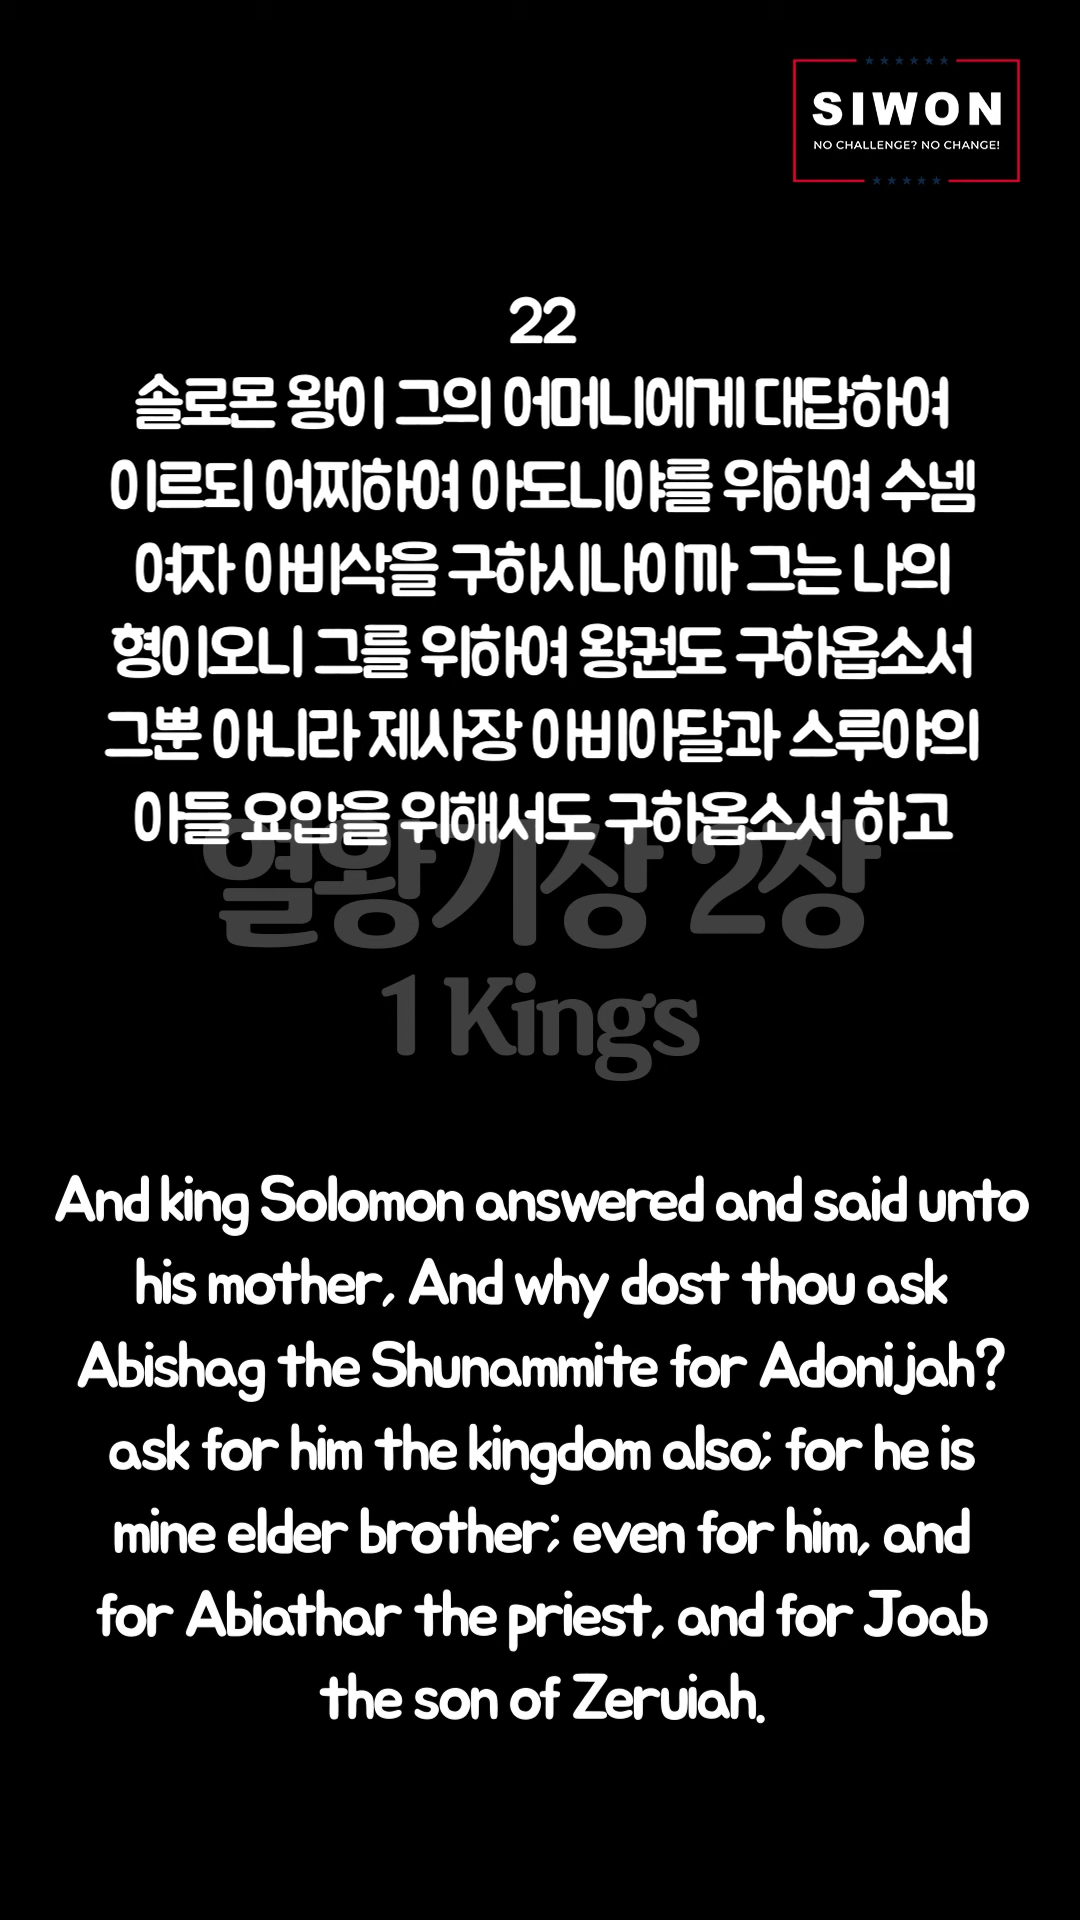 SIWON
NO CHALLENGE? NO CHANGE!
22
솔로몬 왕이 그의 어머니에게 대답하여
이르되 어찌하여 아도니야를 위하여 수넴
여자 아비삭을 구하시나이까 그는 나의
형이오니 그를 위하여 왕권도 구하옵소서
그뿐 아니라 제사장 아비아달과 스루야의
아들 요압을 위해서도 구하옵소서 하고
열왕기상 2장
1 Kings
And king Solomon answered and said unto
his mother, And why dost thou ask
Abishag the Shunammite for Adonijah?
ask for him the kingdom also; for he is
mine elder brother; even for him, and
for Abiathar the priest, and for Joab
the son of Zeruiah.